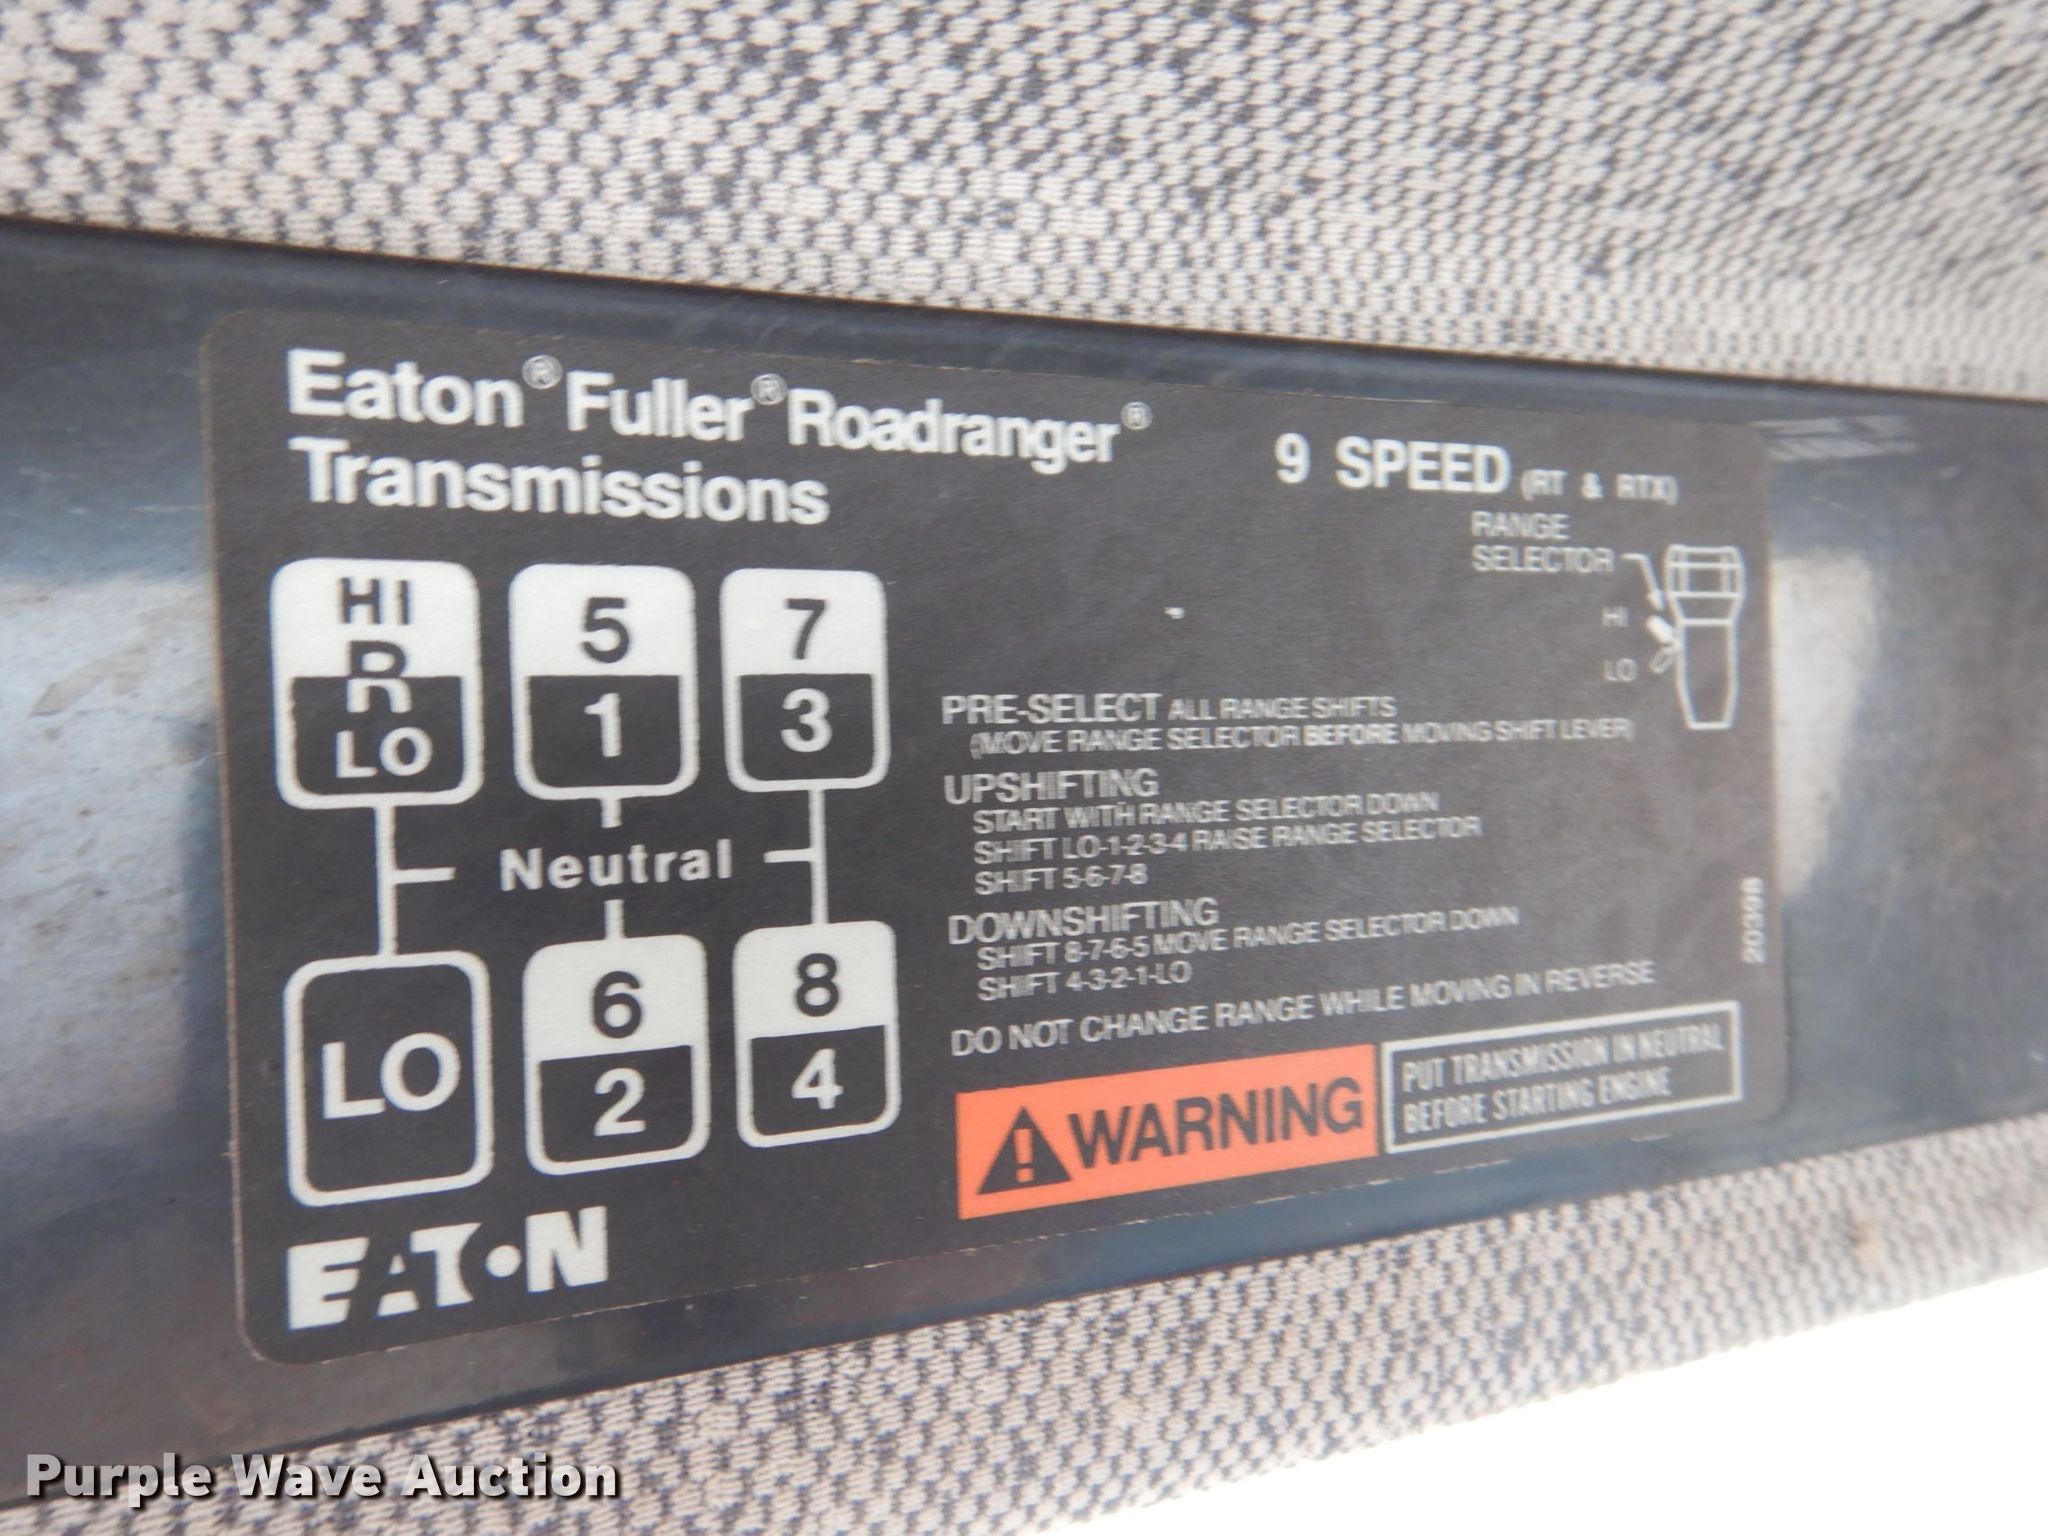 Eaton® Fuller® Roadranger®
Transmissions
9 SPEED (RT & RTX)
RANGE
SELECTOR
HI
LO
HI
R
LO
5
1
7
3
Neutral
LO
6
2
8
4
PRE-SELECT ALL RANGE SHIFTS
(MOVE RANGE SELECTOR BEFORE MOVING SHIFT LEVER)
UPSHIFTING
START WITH RANGE SELECTOR DOWN
SHIFT LO-1-2-3-4 RAISE RANGE SELECTOR
SHIFT 5-6-7-8
DOWNSHIFTING
SHIFT 8-7-6-5 MOVE RANGE SELECTOR DOWN
SHIFT 4-3-2-1-LO
DO NOT CHANGE RANGE WHILE MOVING IN REVERSE
WARNING
PUT TRANSMISSION IN NEUTRAL
BEFORE STARTING ENGINE
20398
EATON
Purple Wave Auction